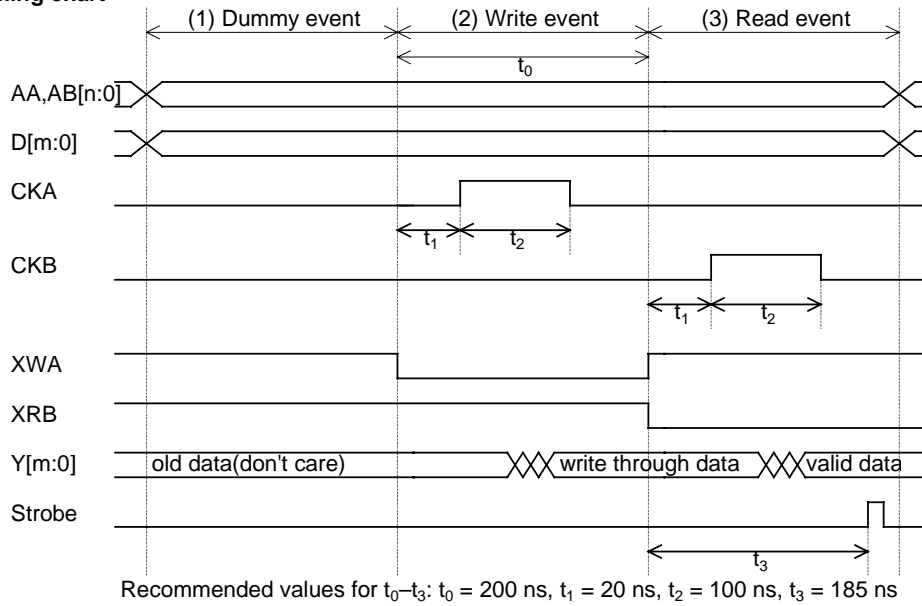 (1) Dummy event (2) Write event (3) Read event
t0
AA,AB[n:0]
D[m:0]
CKA
t1 t2
CKB
t1 t2
XWA
XRB
Y[m:0] old data(don't care) write through data valid data
Strobe
t3
Recommended values for t0–t3: t0 = 200 ns, t1 = 20 ns, t2 = 100 ns, t3 = 185 ns